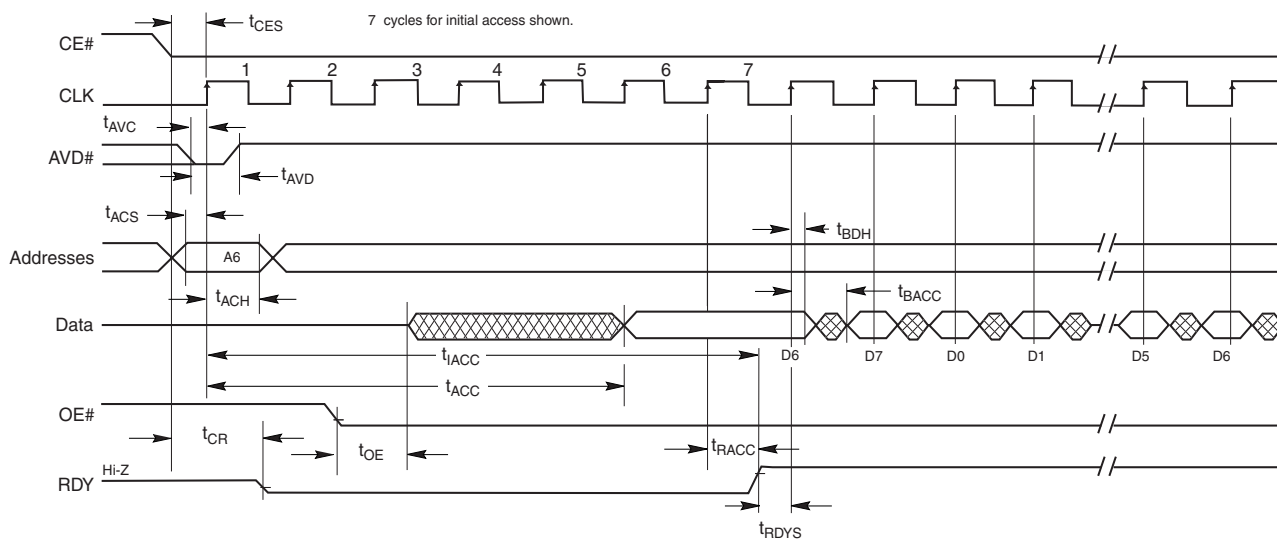 7 cycles for initial access shown.
tCES
CE#
1 2 3 4 5 6 7
CLK
tAVC
AVD#
tAVD
tACS
tBDH
Addresses
A6
tACH
tBACC
Data
tIACC
D6 D7 D0 D1 D5 D6
tACC
OE#
tCR
tOE
tRACC
Hi-Z
RDY
tRDYS